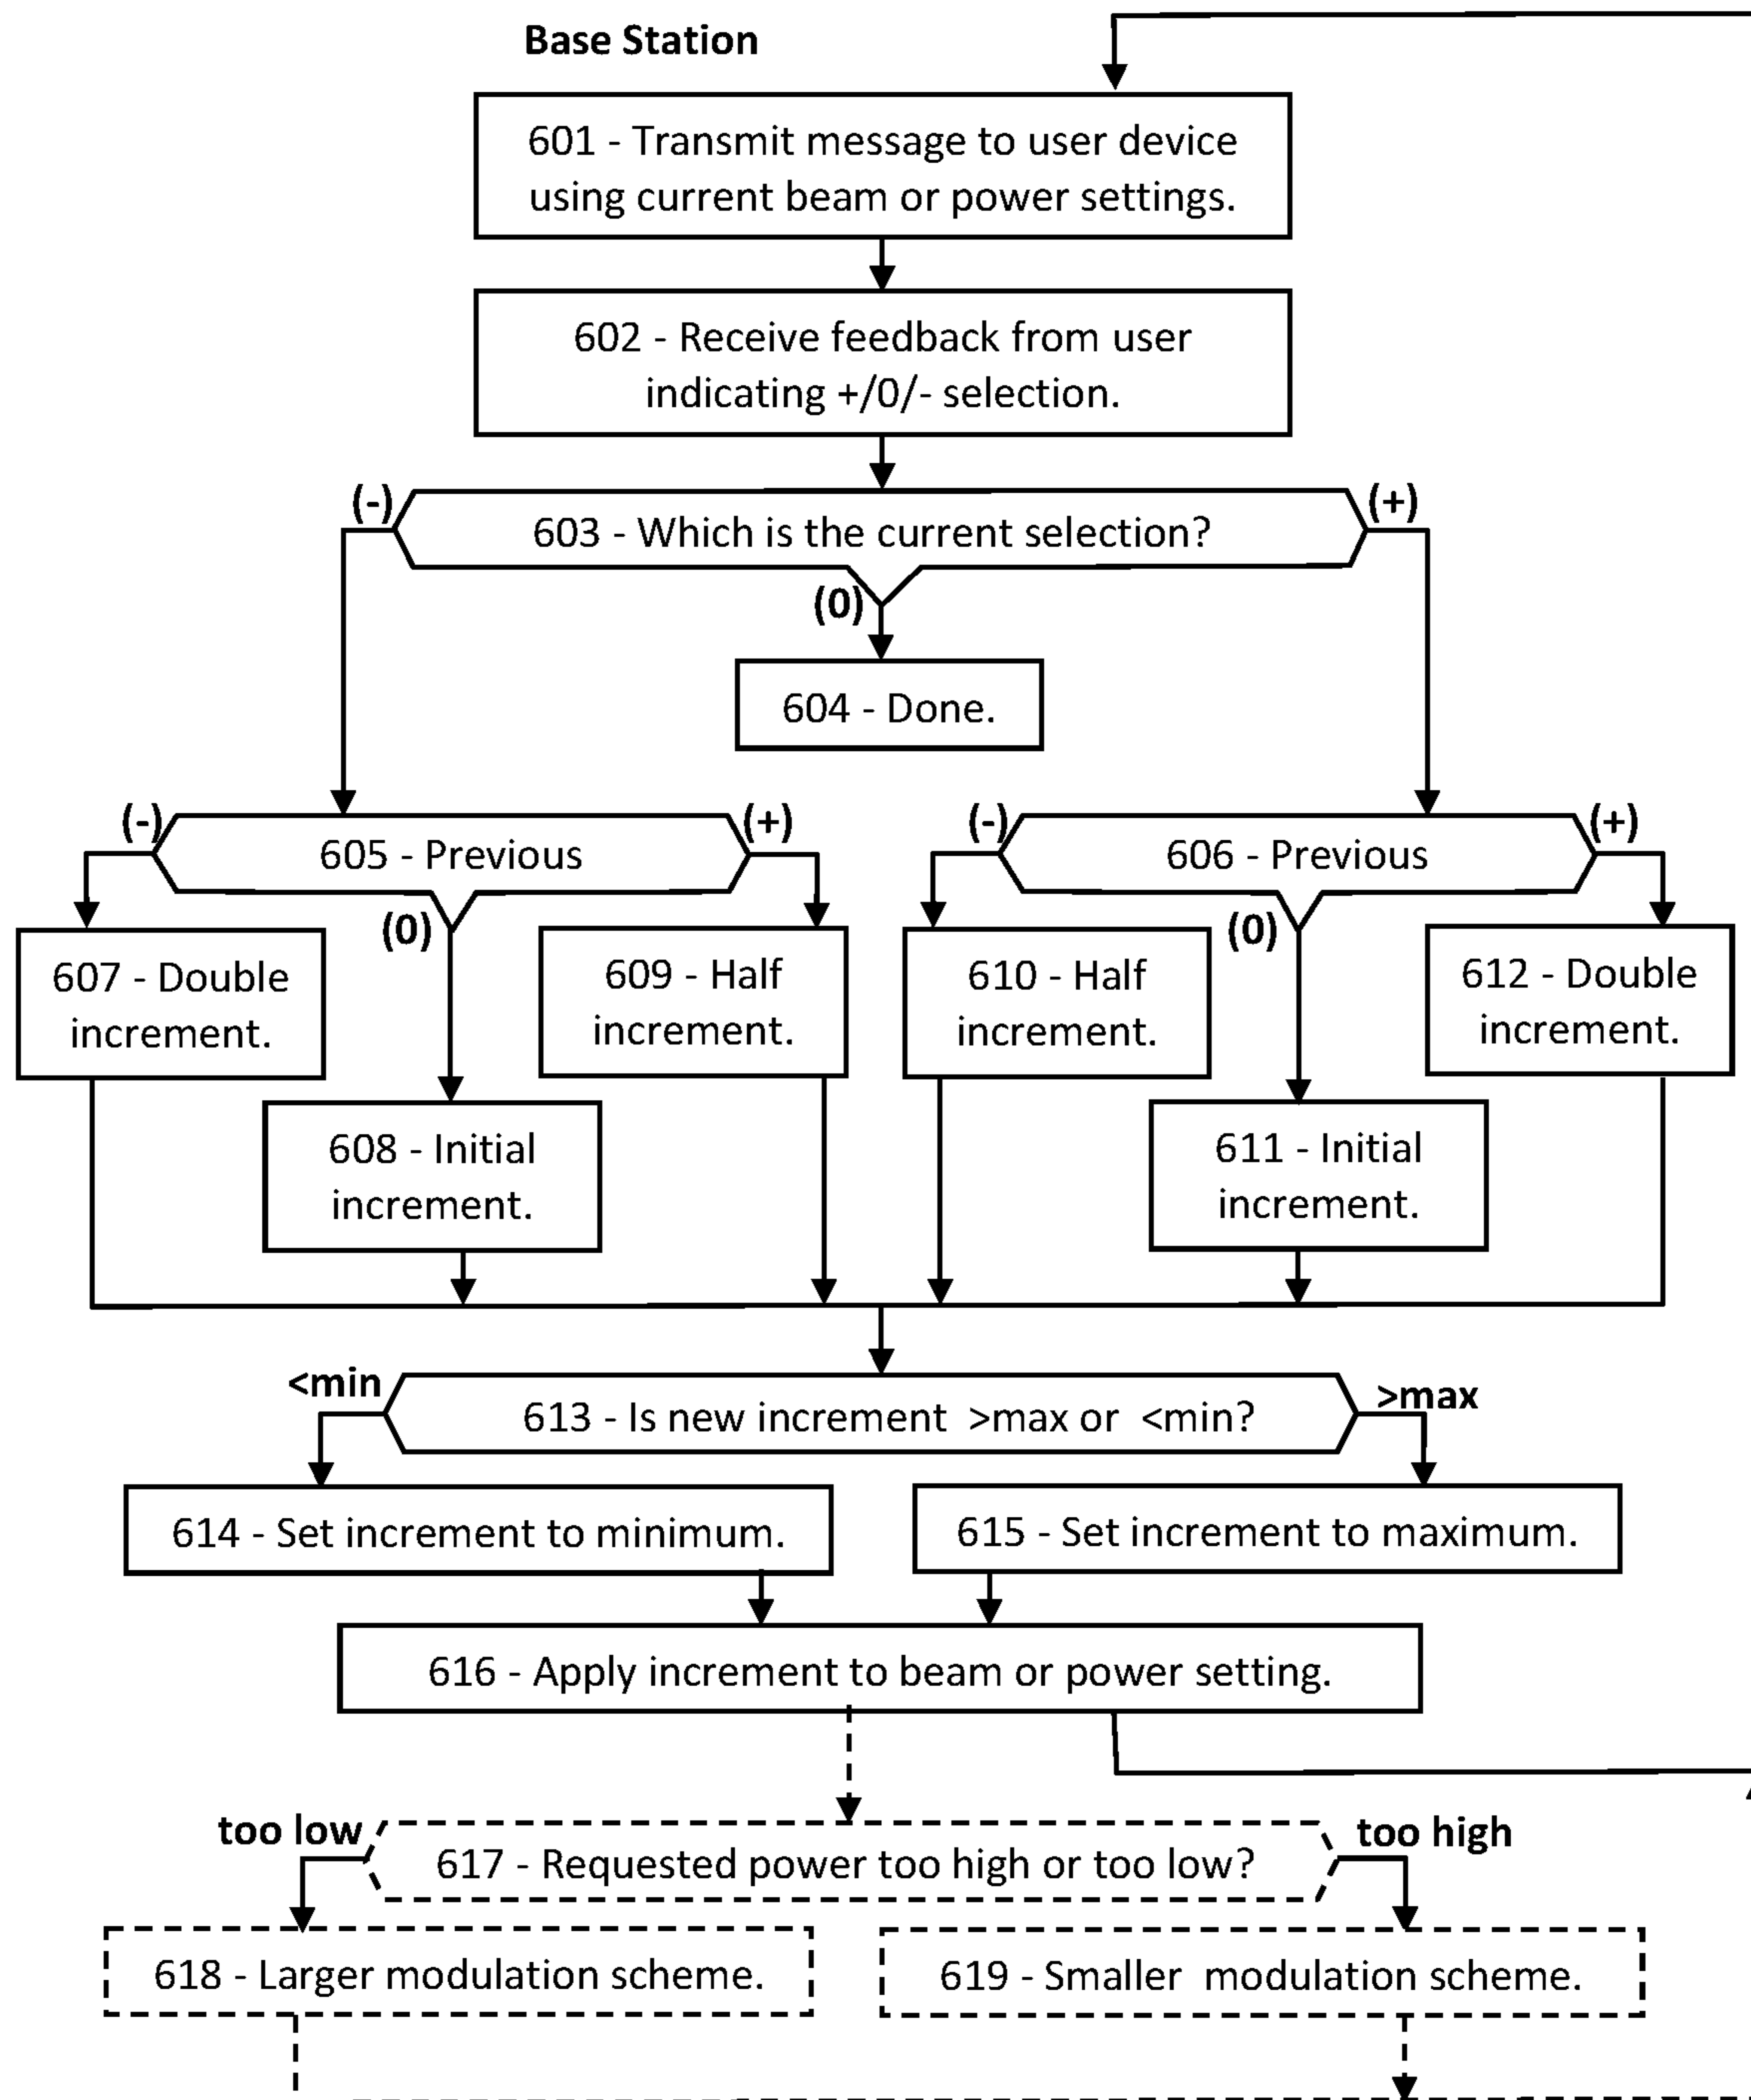 Base Station
601 - Transmit message to user device
using current beam or power settings.
602 - Receive feedback from user
indicating +/0/- selection.
(-)
603 - Which is the current selection?
(+)
(0)
604 - Done.
(-)
605 - Previous
(+)
(-)
606 - Previous
(+)
(0)
(0)
607 - Double
increment.
609 - Half
increment.
610 - Half
increment.
612 - Double
increment.
608 - Initial
increment.
611 - Initial
increment.
<min
613 - Is new increment >max or <min?
>max
614 - Set increment to minimum.
615 - Set increment to maximum.
616 - Apply increment to beam or power setting.
too low
617 - Requested power too high or too low?
too high
618 - Larger modulation scheme.
619 - Smaller modulation scheme.